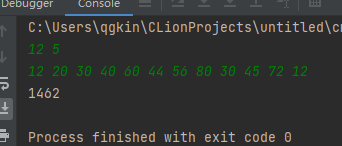 Debugger
Console
C:\Users\qgkin\CLionProjects\untitled\c
12 5
12 20 30 40 60 44 56 80 30 45 72 12
1462
Process finished with exit code 0